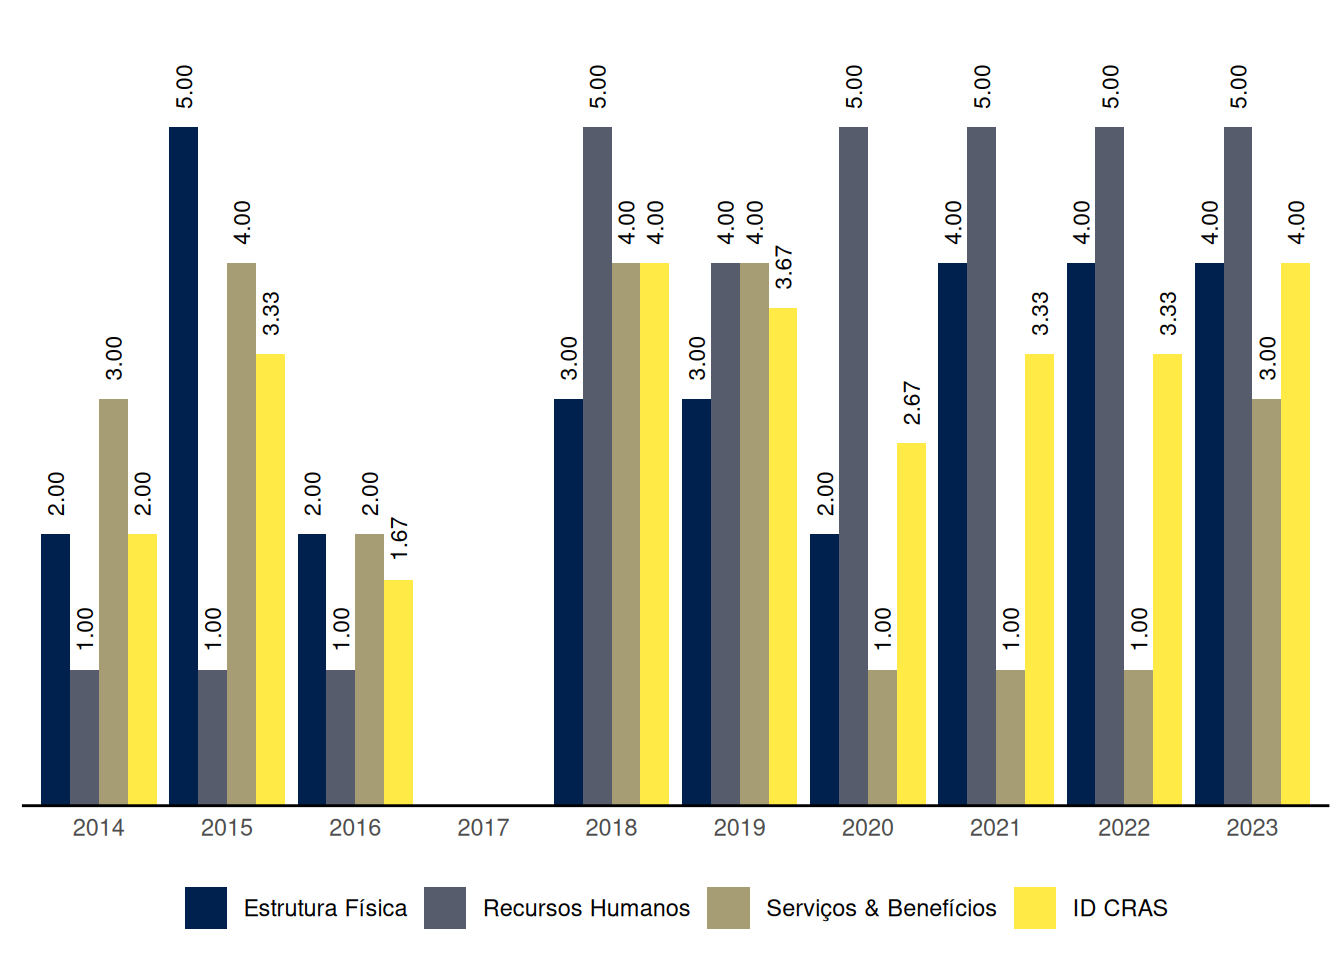 2.00 1.00 3.00 2.00
5.00 1.00 4.00 3.33
2.00 1.00 2.00 1.67
3.00 5.00 4.00 4.00
3.00 4.00 4.00 3.67
2.00 5.00 1.00 2.67
4.00 5.00 1.00 3.33
4.00 5.00 1.00 3.33
4.00 5.00 3.00 4.00
2014 2015 2016 2017 2018 2019 2020 2021 2022 2023
Estrutura Física Recursos Humanos Serviços & Benefícios ID CRAS